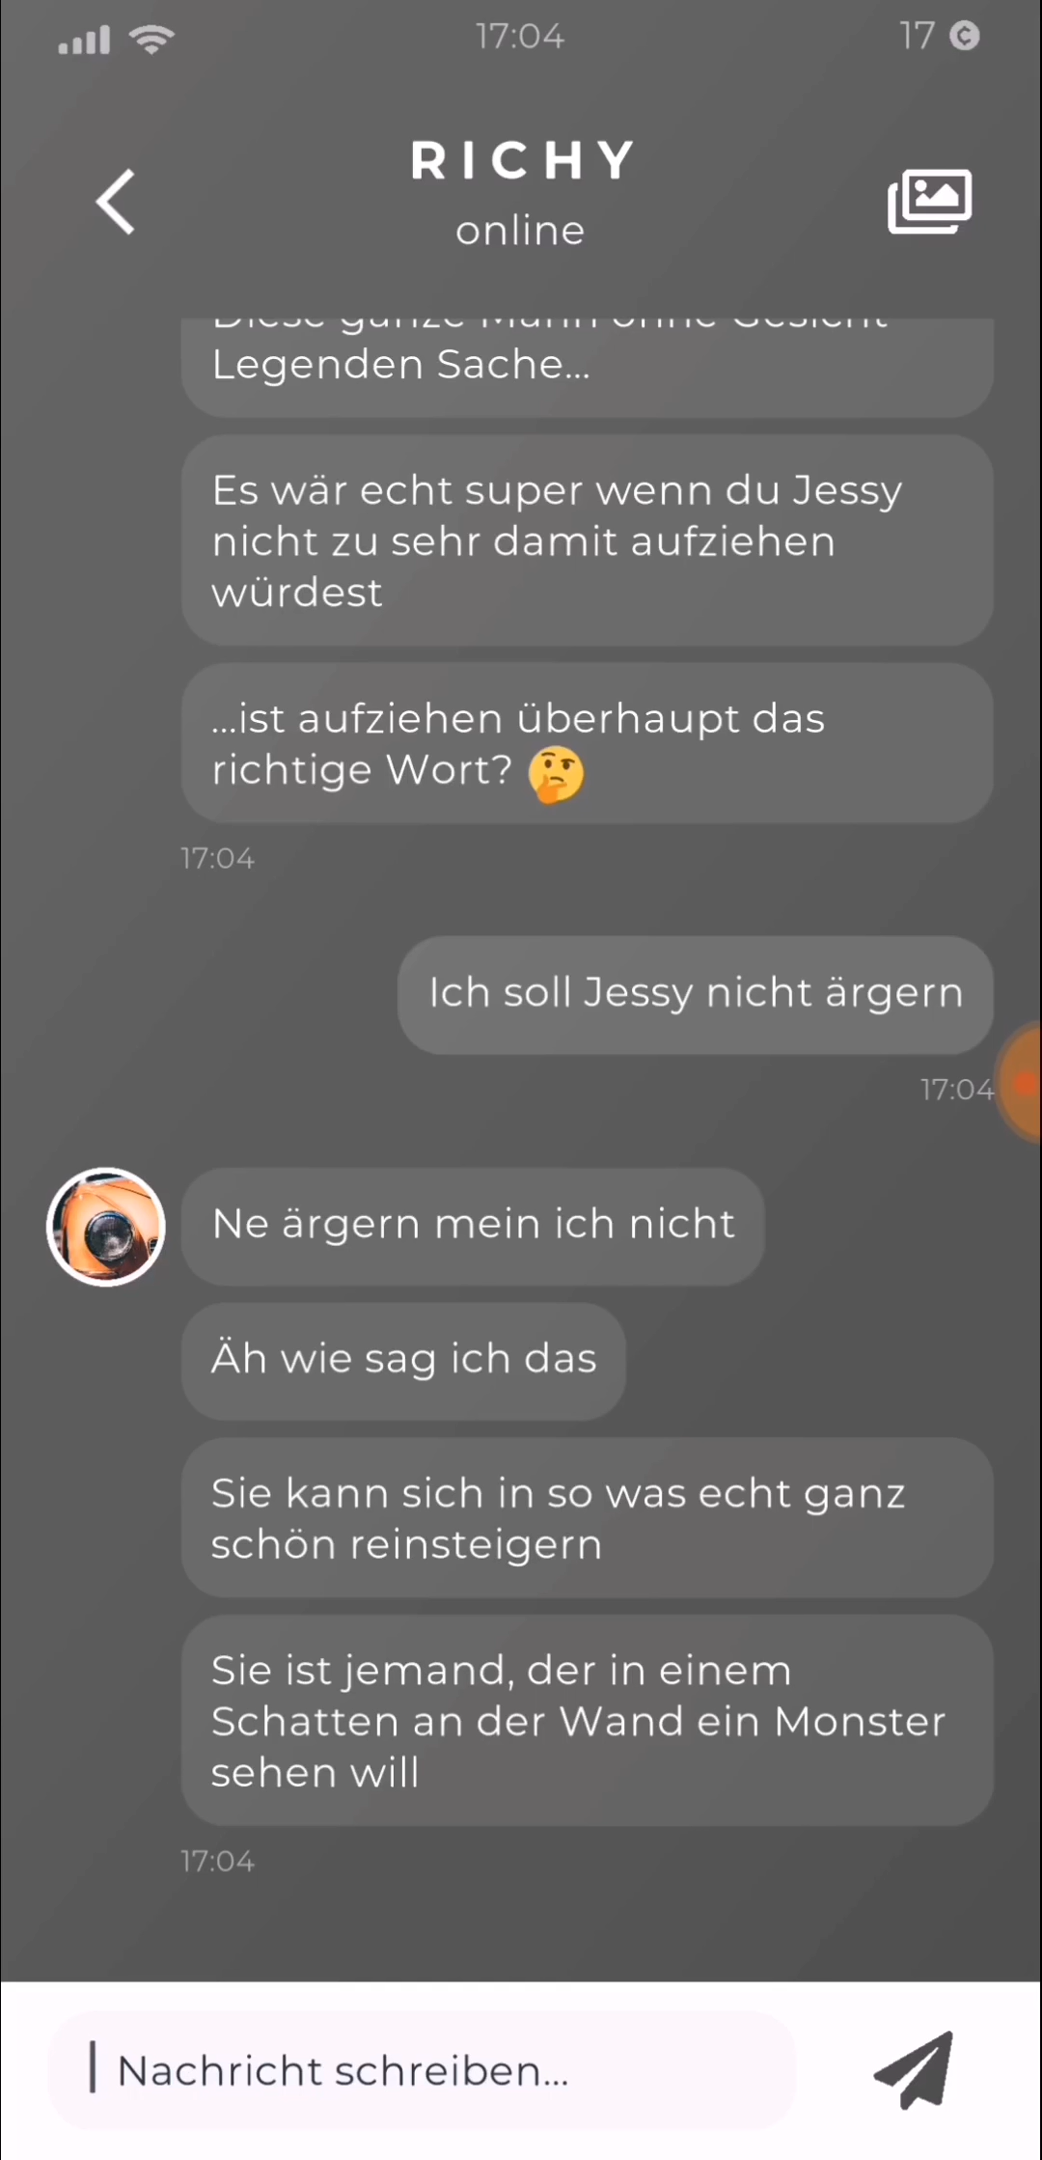 17:04
17
RICHY
online
Legenden Sache...
Es wär echt super wenn du Jessy
nicht zu sehr damit aufziehen
würdest
...ist aufziehen überhaupt das
richtige Wort? 🤔
17:04
Ich soll Jessy nicht ärgern
17:04
Ne ärgern mein ich nicht
Äh wie sag ich das
Sie kann sich in so was echt ganz
schön reinsteigern
Sie ist jemand, der in einem
Schatten an der Wand ein Monster
sehen will
17:04
Nachricht schreiben...